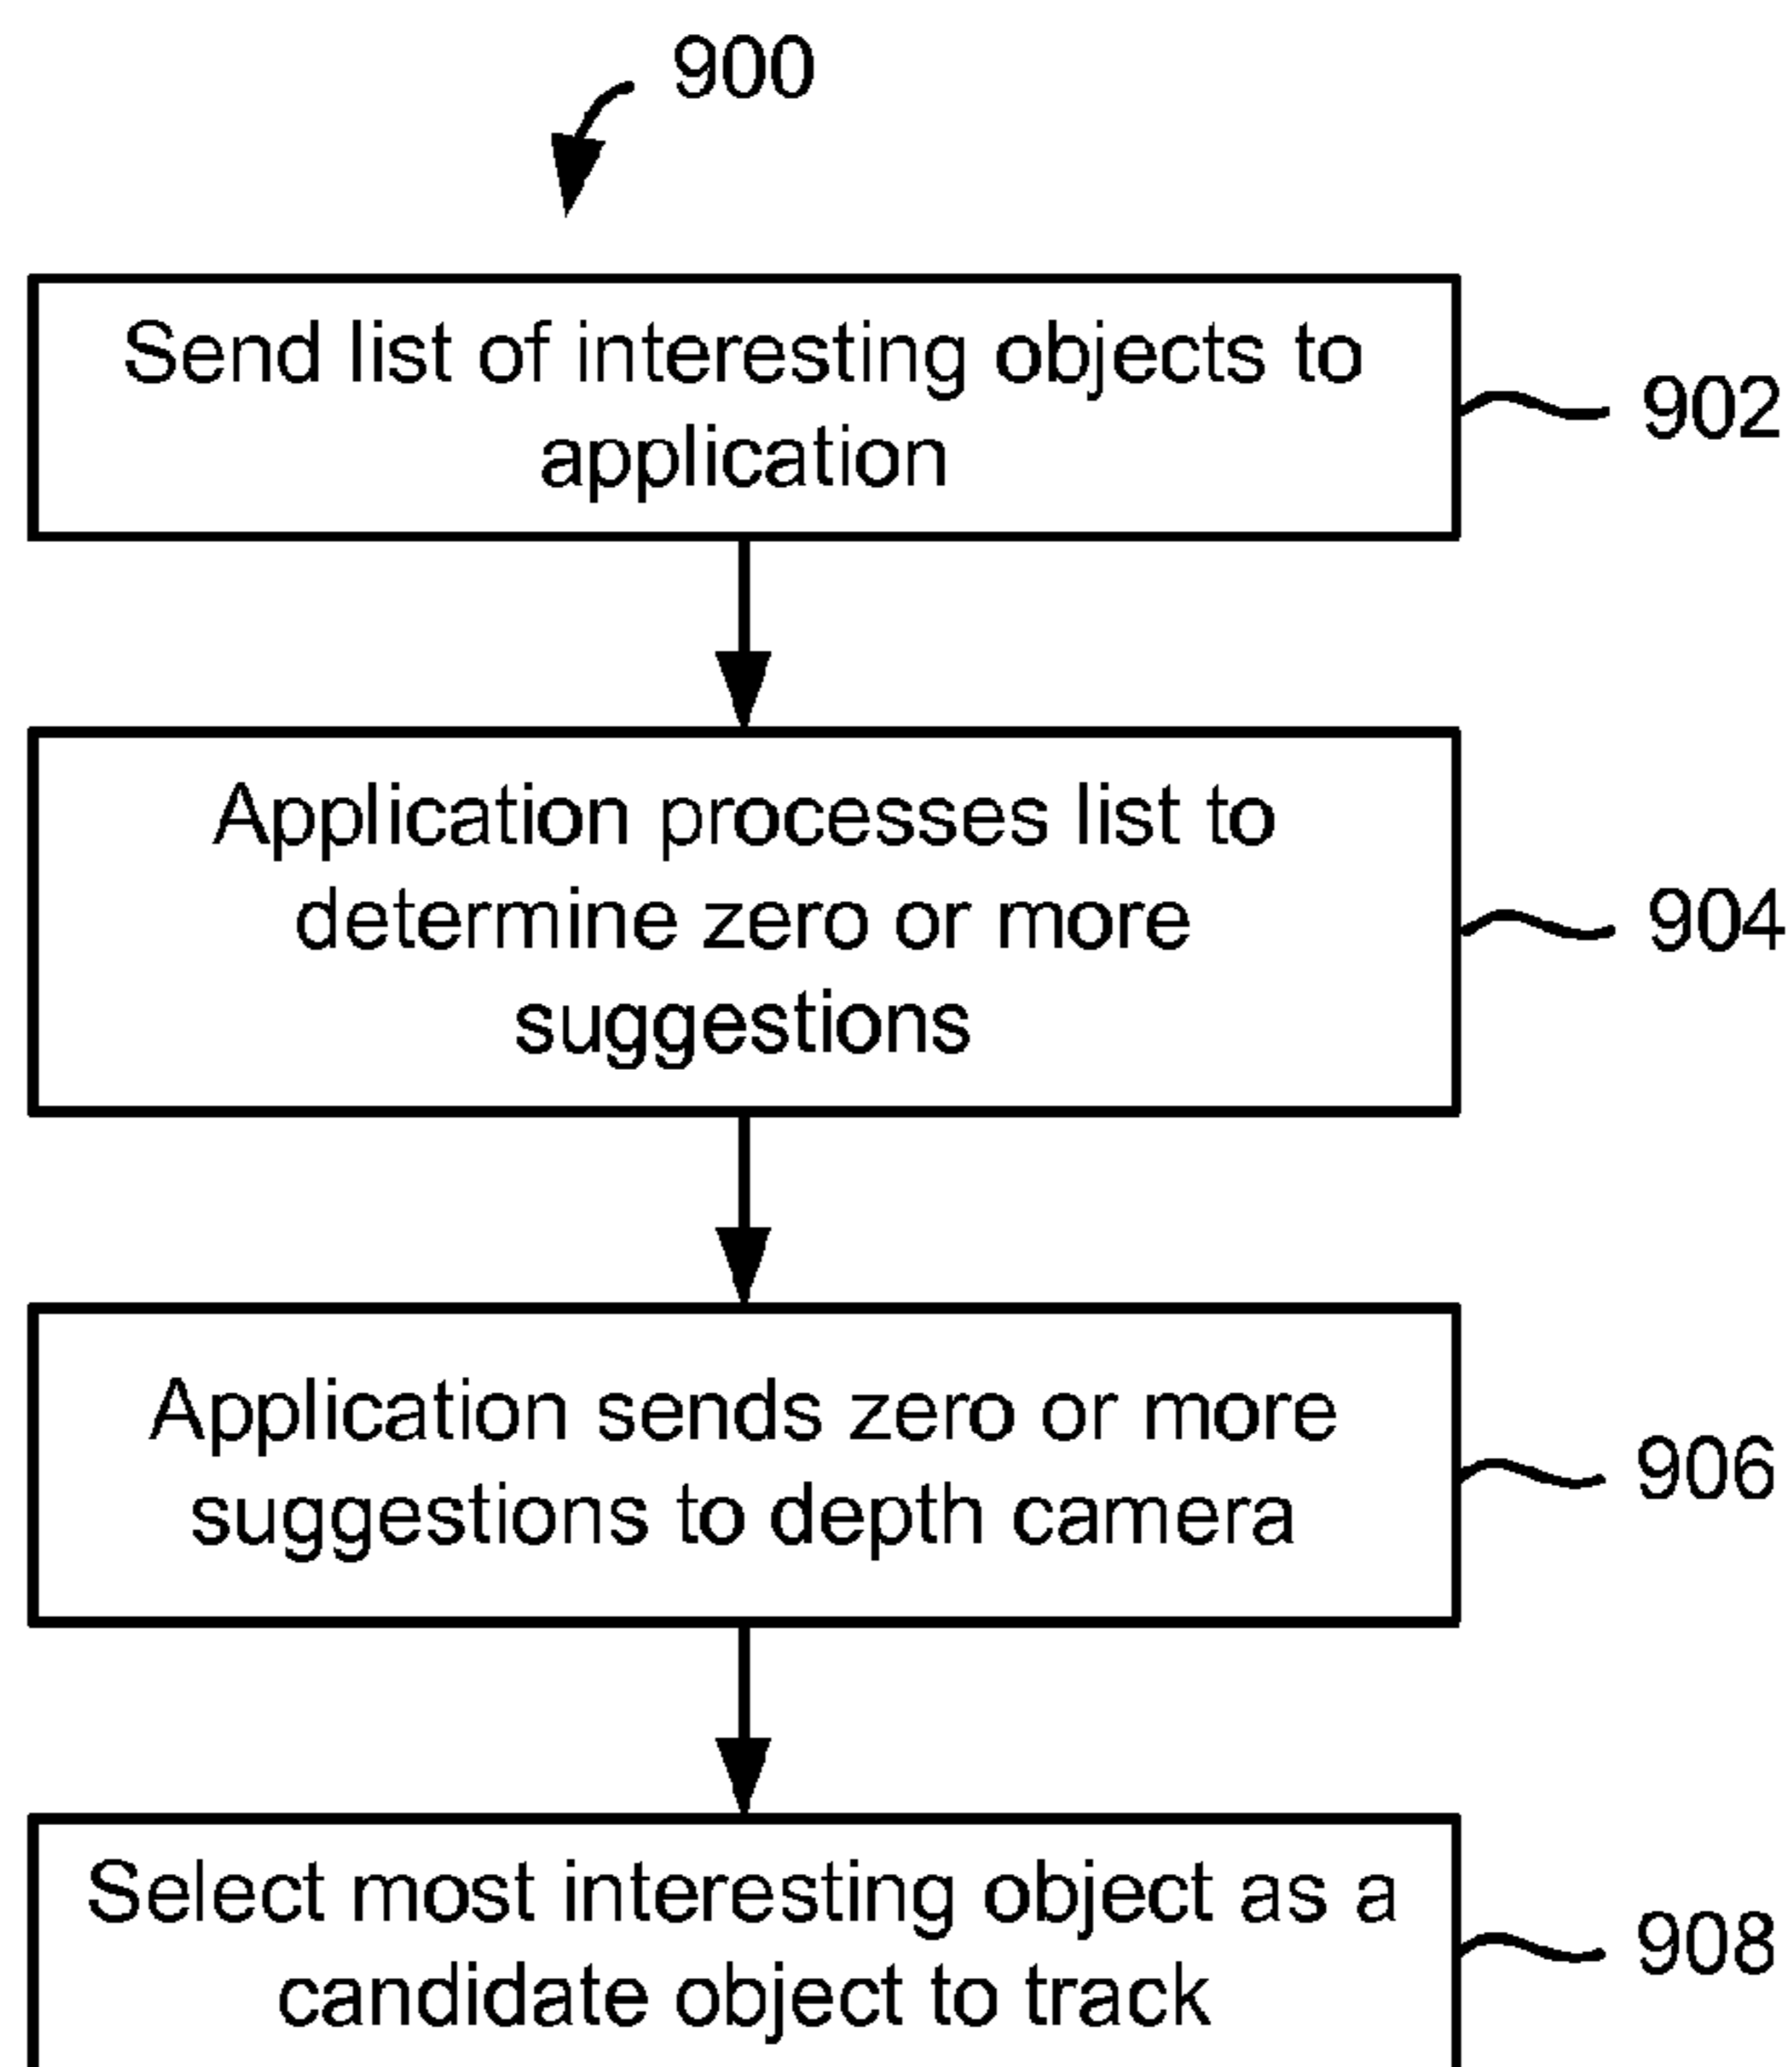 900
Send list of interesting objects to
application
902
Application processes list to
determine zero or more
suggestions
904
Application sends zero or more
suggestions to depth camera
906
Select most interesting object as a
candidate object to track
908